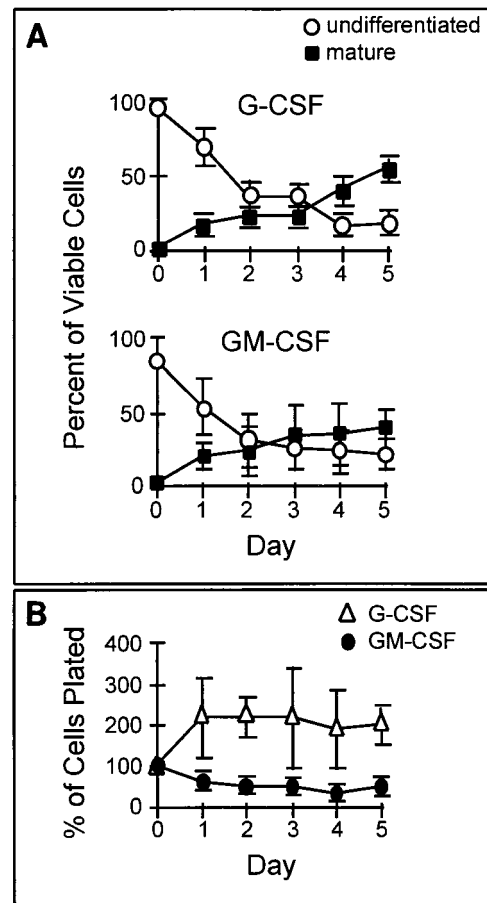 A
undifferentiated
mature
G-CSF
100
50
0
0 1 2 3 4 5
GM-CSF
100
50
0
0 1 2 3 4 5
Percent of Viable Cells
Day
B
G-CSF
GM-CSF
400
300
200
100
0
0 1 2 3 4 5
% of Cells Plated
Day